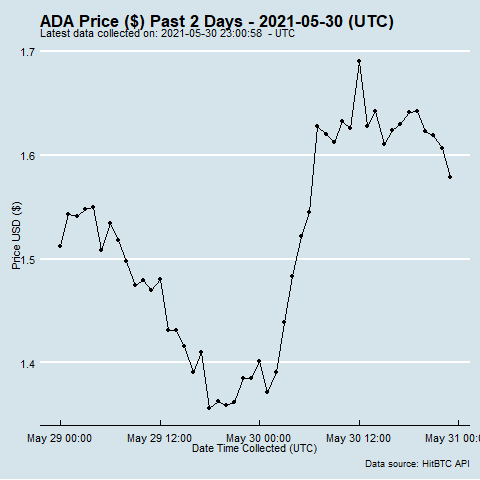 ADA Price ($) Past 2 Days - 2021-05-30 (UTC)
Latest data collected on: 2021-05-30 23:00:58 - UTC
1.7
1.6
1.5
1.4
Price USD ($)
May 29 00:00
May 29 12:00
May 30 00:00
May 30 12:00
May 31 00:0
Date Time Collected (UTC)
Data source: HitBTC API